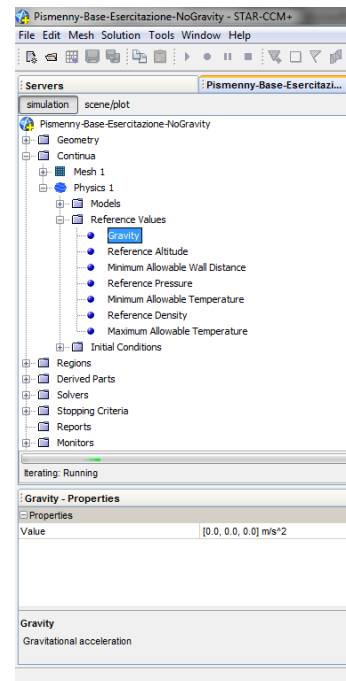 Pismenny-Base-Esercitazione-NoGravity - STAR-CCM+
File Edit Mesh Solution Tools Window Help
Servers
Pismenny-Base-Esercitazi...
simulation scene/plot
Pismenny-Base-Esercitazione-NoGravity
Geometry
Continua
Mesh 1
Physics 1
Models
Reference Values
Gravity
Reference Altitude
Minimum Allowable Wall Distance
Reference Pressure
Minimum Allowable Temperature
Reference Density
Maximum Allowable Temperature
Initial Conditions
Regions
Derived Parts
Solvers
Stopping Criteria
Reports
Monitors
Iterating: Running
Gravity - Properties
Properties
Value [0.0, 0.0, 0.0] m/s^2
Gravity
Gravitational acceleration